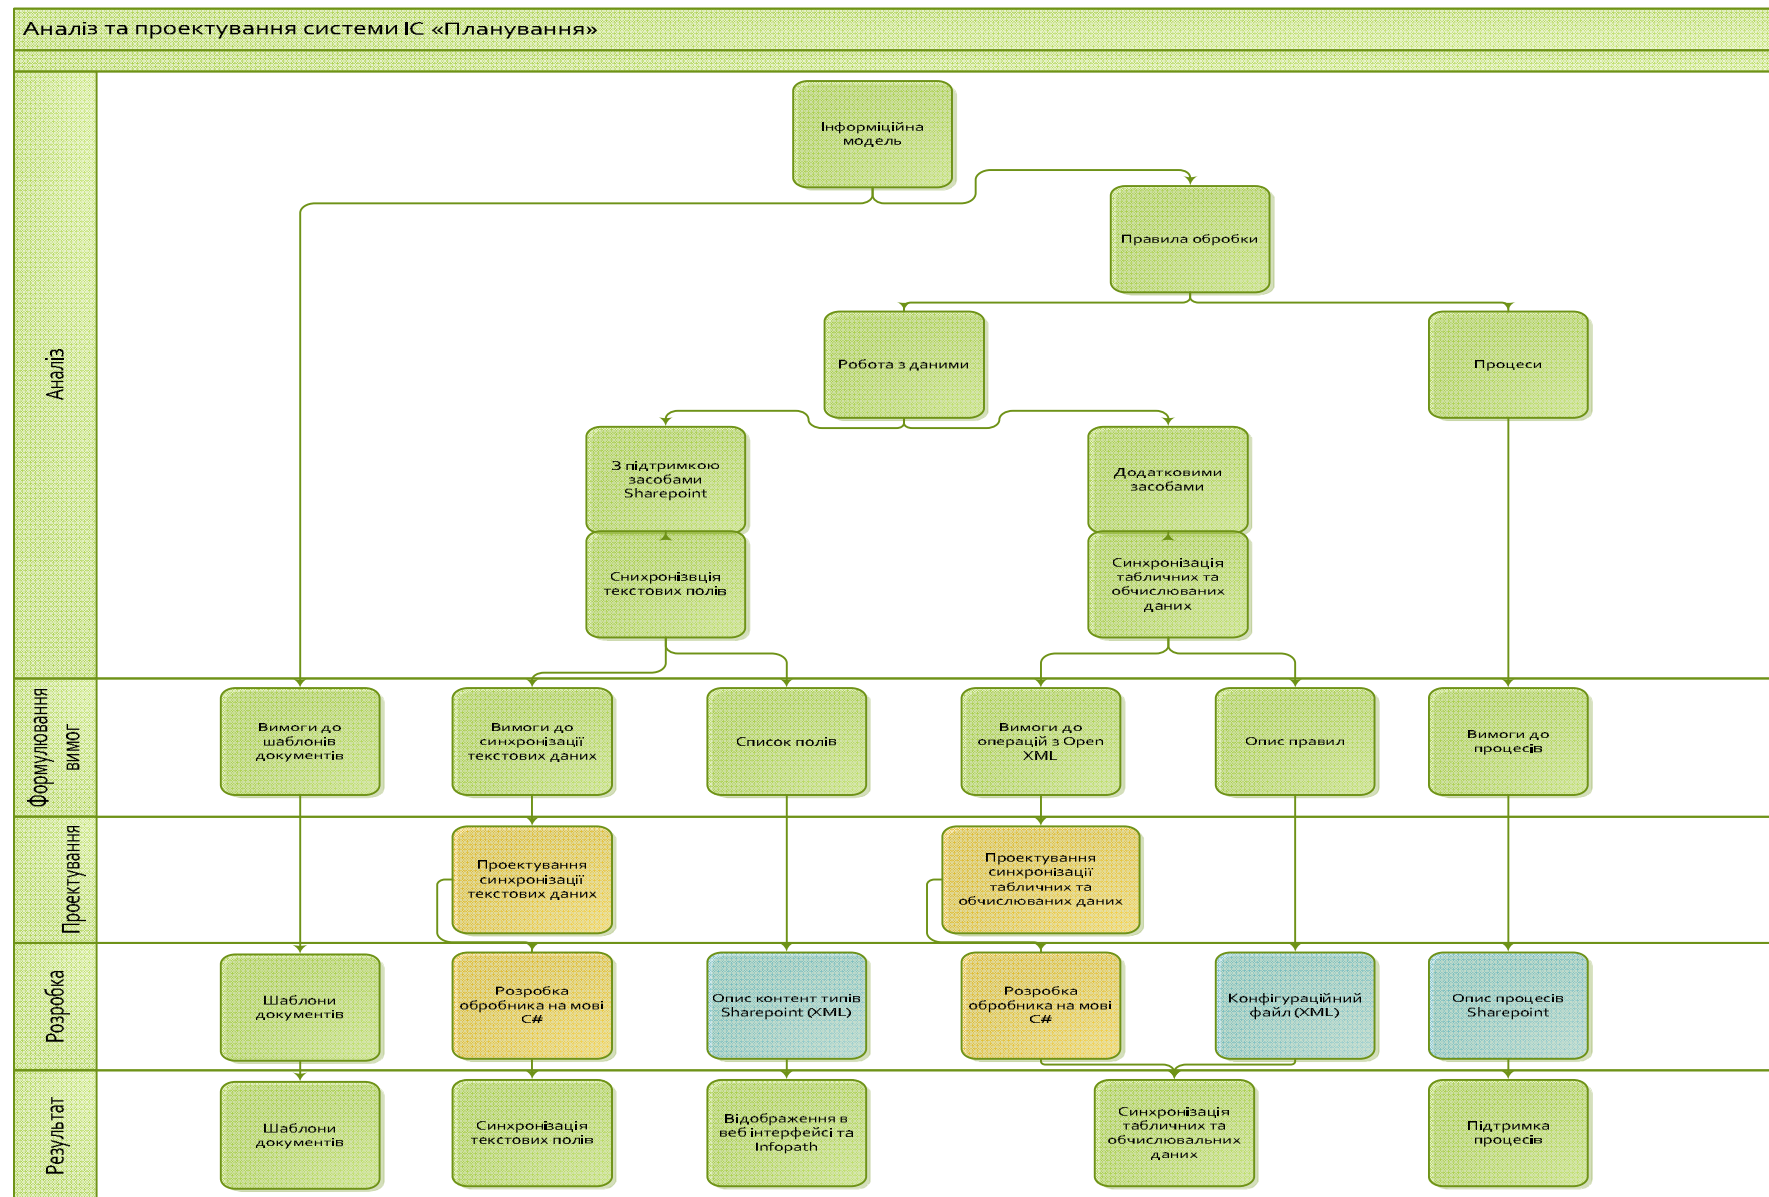 Аналіз та проектування системи ІС «Планування»
Аналіз
Інформіційна
модель
Правила обробки
Робота з даними
Процеси
З підтримкою
засобами
Sharepoint
Додатковими
засобами
Снихронізвція
текстових полів
Синхронізація
табличних та
обчислюваних
даних
Формулювання
вимог
Вимоги до
шаблонів
документів
Вимоги до
синхронізації
текстових даних
Список полів
Вимоги до
операцій з Open
XML
Опис правил
Вимоги до
процесів
Проектування
Проектування
синхронізації
текстових даних
Проектування
синхронізації
табличних та
обчислюваних даних
Розробка
Шаблони
документів
Розробка
обробника на мові
C#
Опис контент типів
Sharepoint (XML)
Розробка
обробника на мові
C#
Конфігураційний
файл (XML)
Опис процесів
Sharepoint
Результат
Шаблони
документів
Синхронізація
текстових полів
Відображення в
веб інтерфейсі та
Infopath
Синхронізація
табличних та
обчислювальних
даних
Підтримка
процесів